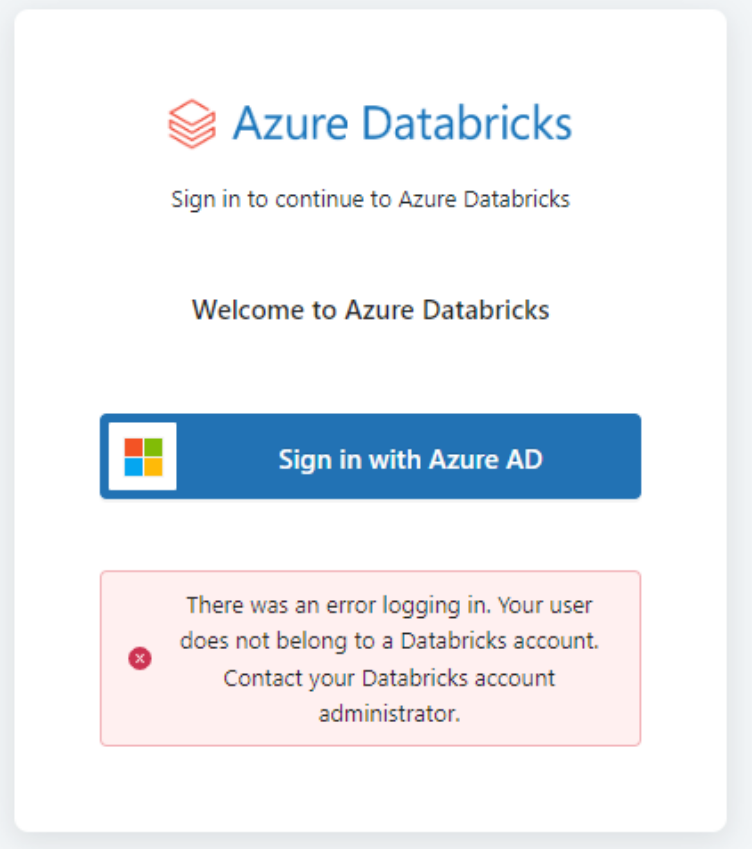 Azure Databricks
Sign in to continue to Azure Databricks
Welcome to Azure Databricks
Sign in with Azure AD
There was an error logging in. Your user
does not belong to a Databricks account.
Contact your Databricks account
administrator.